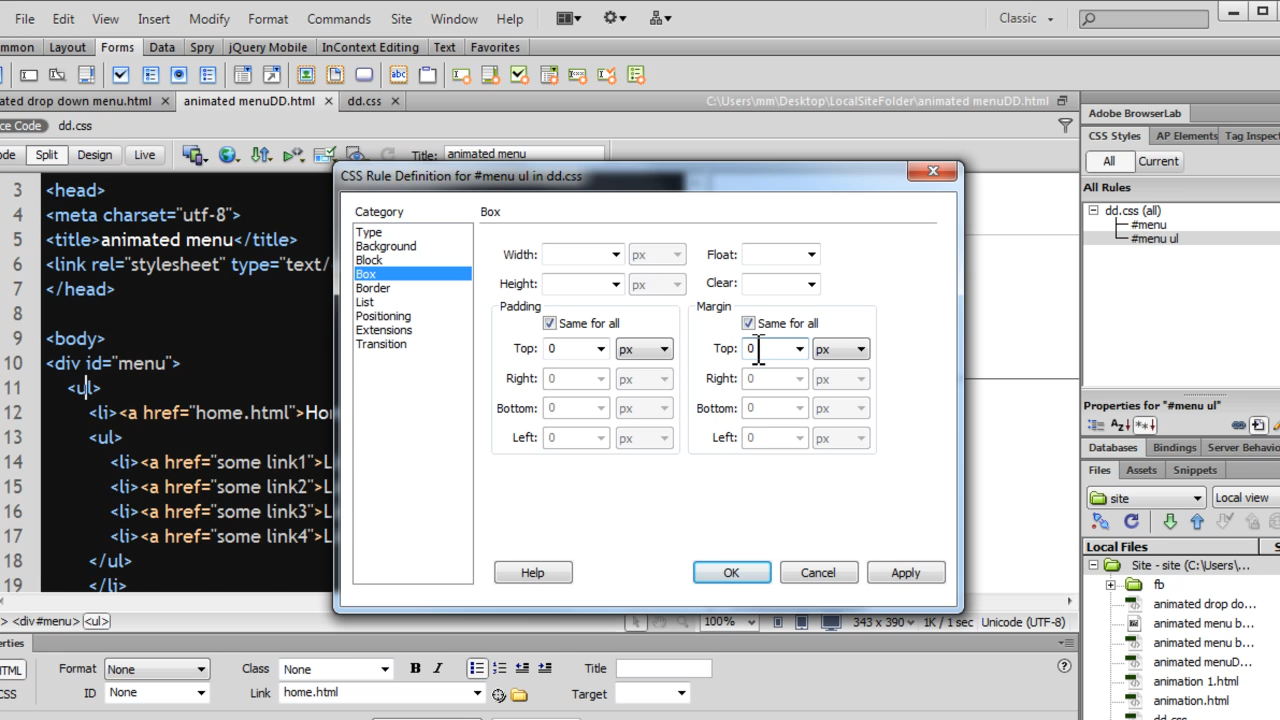 File Edit View Insert Modify Format Commands Site Window Help Classic
mmon Layout Forms Data Spry jQuery Mobile InContext Editing Text Favorites
ated drop down menu.html animated menuDD.html dd.css C:\Users\mm\Desktop\LocalSiteFolder\animated menuDD.html
ce Code dd.css
de Split Design Live Title: animated menu
3 <head>
4 <meta charset="utf-8">
5 <title>animated menu</title>
6 <link rel="stylesheet" type="text/
7 </head>
8
9 <body>
10 <div id="menu">
11 <ul>
12 <li><a href="home.html">Hor
13 <ul>
14 <li><a href="some link1">L
15 <li><a href="some link2">L
16 <li><a href="some link3">L
17 <li><a href="some link4">L
18 </ul>
19 </li>
CSS Rule Definition for #menu ul in dd.css
Category
Type
Background
Block
Box
Border
List
Positioning
Extensions
Transition
Box
Width: px Float:
Height: px Clear:
Padding Margin
Same for all Same for all
Top: 0 px Top: 0 px
Right: 0 px Right: 0 px
Bottom: 0 px Bottom: 0 px
Left: 0 px Left: 0 px
Help OK Cancel Apply
Adobe BrowserLab
CSS Styles AP Elements Tag Inspect
All Current
All Rules
dd.css (all)
#menu
#menu ul
Properties for "#menu ul"
Databases Bindings Server Behavio
Files Assets Snippets
site Local view
Local Files S
Site - site (C:\Users\...
fb
animated drop do...
animated menu b...
animated menu b...
animated menuD...
animation 1.html
animation.html
dd.css
> <div#menu> <ul> 100% 343 x 390 1K / 1 sec Unicode (UTF-8)
erties
HTML Format None Class None B I Title
CSS ID None Link home.html Target